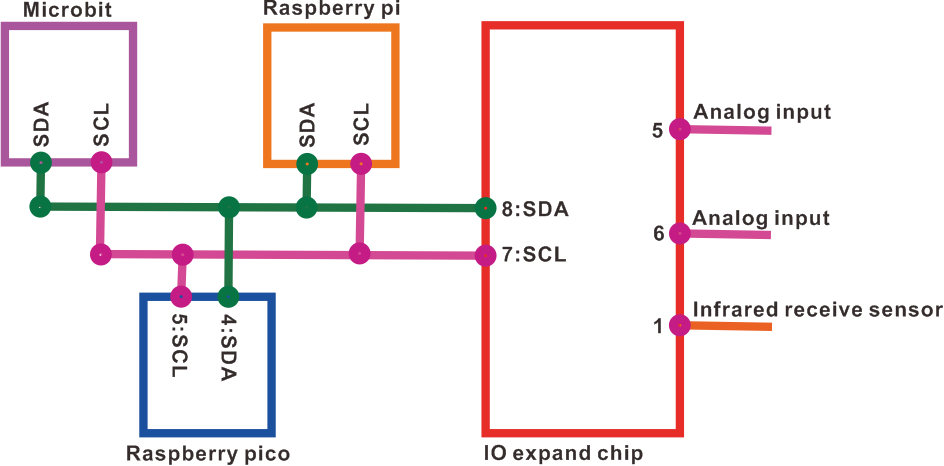 Microbit
Raspberry pi
SDA
SCL
SDA
SCL
Analog input
5
Analog input
6
8:SDA
7:SCL
Infrared receive sensor
1
5:SCL
4:SDA
Raspberry pico
IO expand chip